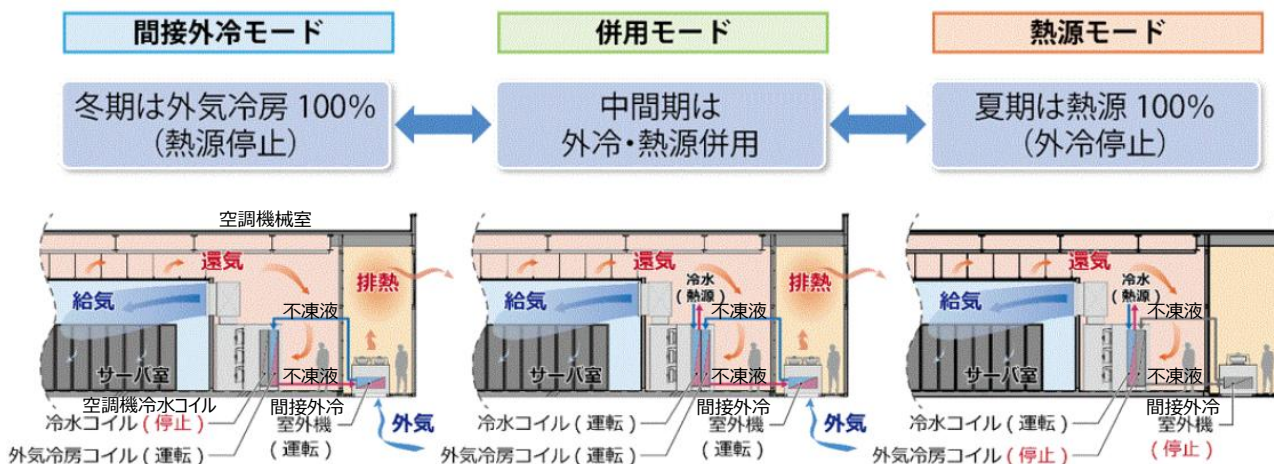 間接外冷モード
冬期は外気冷房 100%
(熱源停止)
併用モード
中間期は
外冷・熱源併用
熱源モード
夏期は熱源 100%
(外冷停止)
空調機械室
還気
排熱
給気
不凍液
サーバ室
不凍液
空調機冷水コイル
間接外冷
冷水コイル(停止)
室外機
(運転)
外気
外気冷房コイル(運転)
還気
冷水
(熱源)
排熱
給気
不凍液
サーバ室
不凍液
間接外冷
冷水コイル(運転)
室外機
(運転)
外気
外気冷房コイル(運転)
還気
冷水
(熱源)
給気
不凍液
サーバ室
不凍液
間接外冷
冷水コイル(運転)
室外機
(停止)
外気冷房コイル(停止)